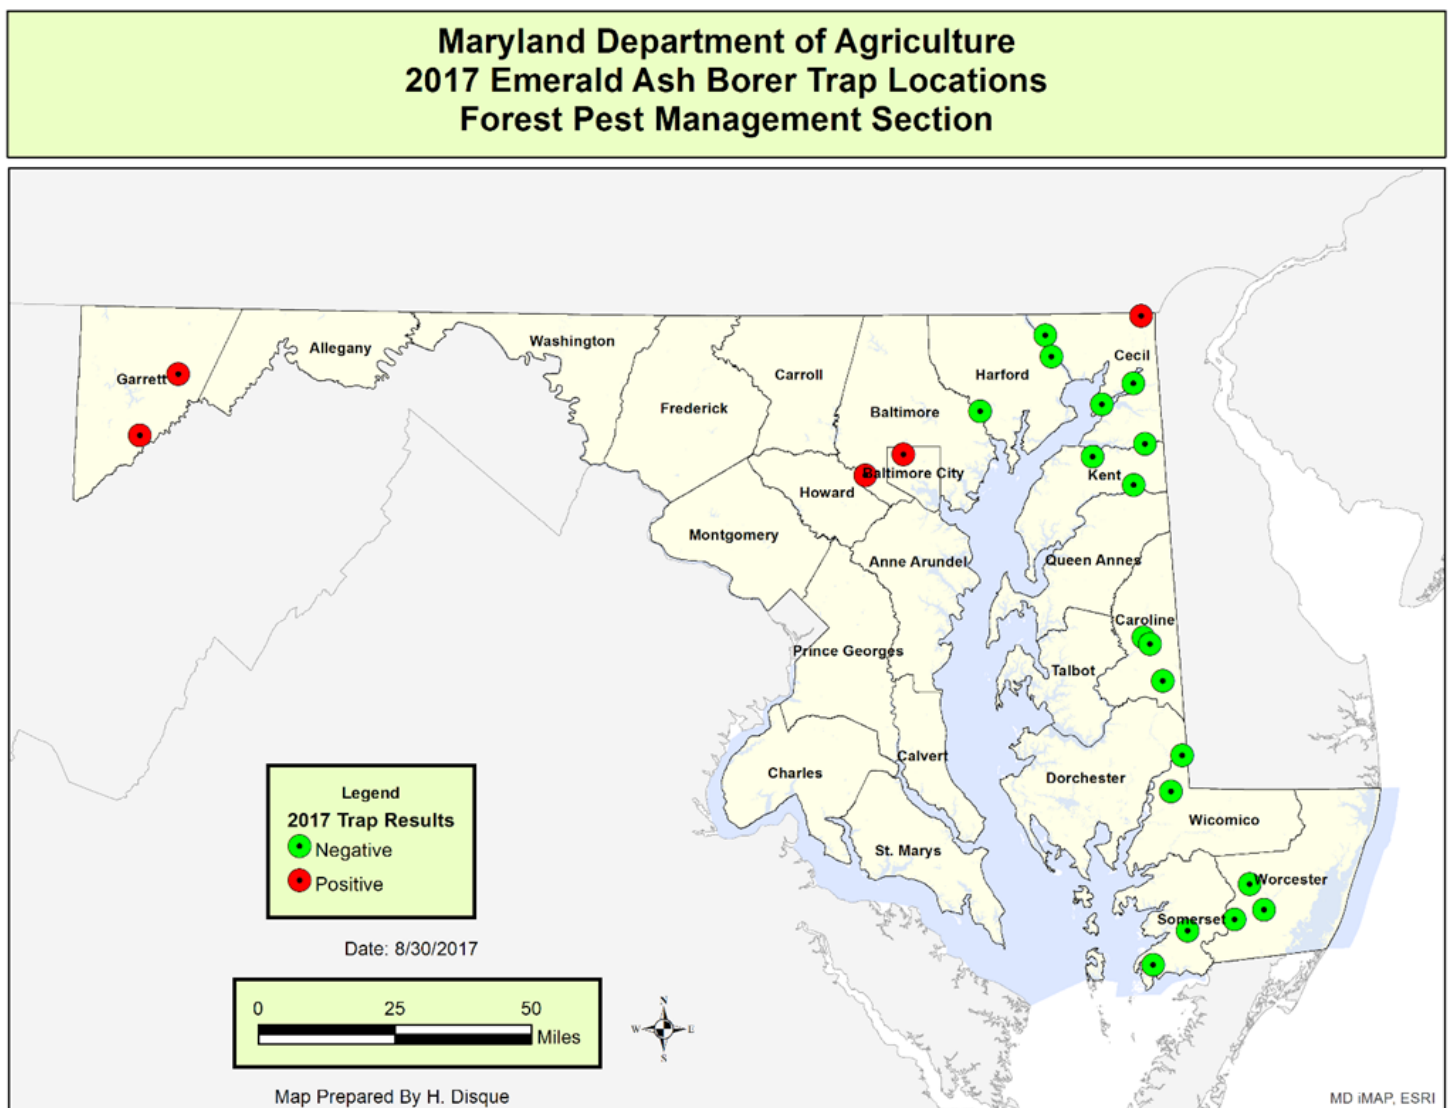 Maryland Department of Agriculture
2017 Emerald Ash Borer Trap Locations
Forest Pest Management Section
Garrett
Allegany
Washington
Frederick
Carroll
Baltimore
Harford
Cecil
Baltimore City
Howard
Kent
Montgomery
Anne Arundel
Queen Annes
Caroline
Prince Georges
Talbot
Calvert
Charles
Dorchester
St. Marys
Wicomico
Worcester
Somerset
Legend
2017 Trap Results
Negative
Positive
Date: 8/30/2017
0 25 50
Miles
N
W E
S
Map Prepared By H. Disque
MD iMAP, ESRI